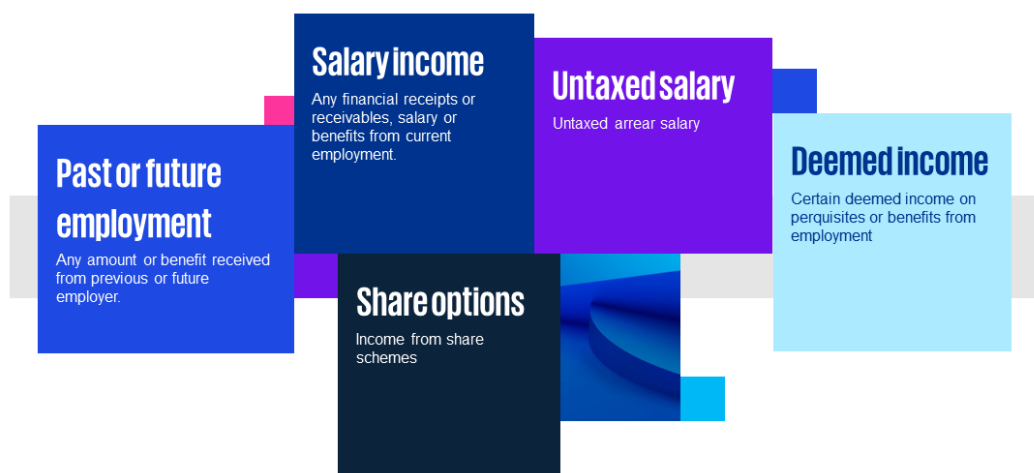 Past or future
employment
Any amount or benefit received
from previous or future
employer.
Salary income
Any financial receipts or
receivables, salary or
benefits from current
employment.
Share options
Income from share
schemes
Untaxed salary
Untaxed arrear salary
Deemed income
Certain deemed income on
perquisites or benefits from
employment